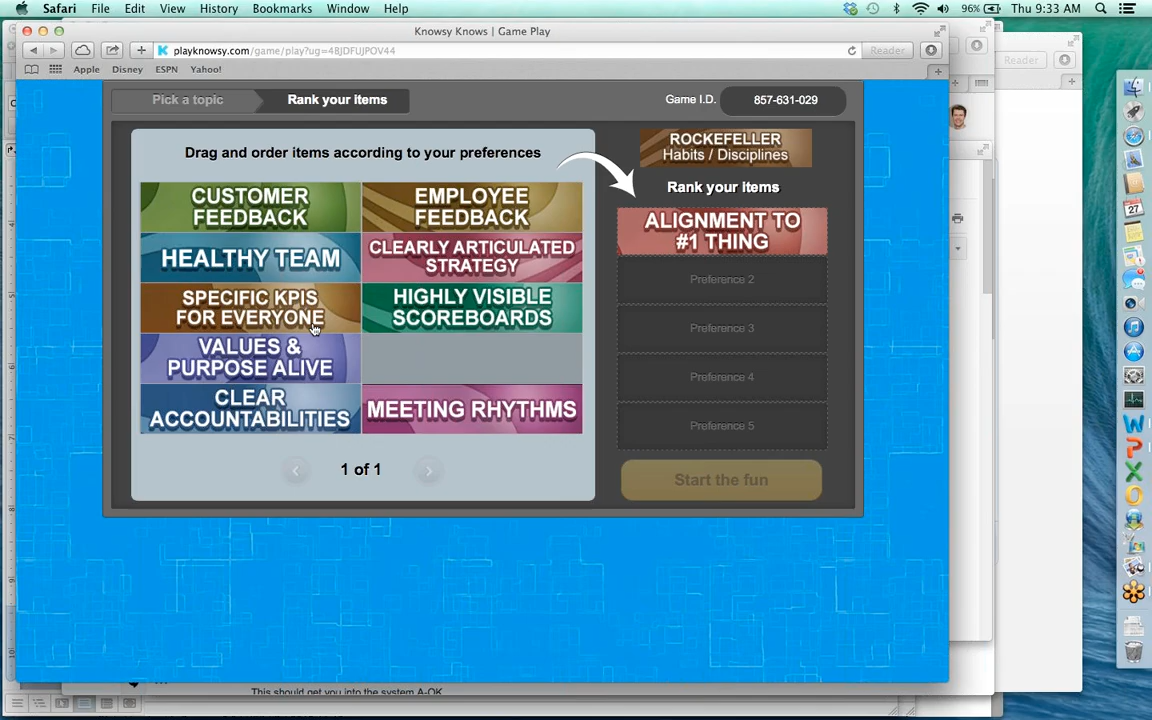 Safari File Edit View History Bookmarks Window Help
96% Thu 9:33 AM
Knowsy Knows | Game Play
playknowsy.com/game/play?ug=4BJDFUJPOV44
Reader
Reader
Apple Disney ESPN Yahoo!
Pick a topic
Rank your items
Game I.D.
857-631-029
Drag and order items according to your preferences
CUSTOMER
FEEDBACK
EMPLOYEE
FEEDBACK
HEALTHY TEAM
CLEARLY ARTICULATED
STRATEGY
SPECIFIC KPIS
FOR EVERYONE
HIGHLY VISIBLE
SCOREBOARDS
VALUES &
PURPOSE ALIVE
CLEAR
ACCOUNTABILITIES
MEETING RHYTHMS
1 of 1
ROCKEFELLER
Habits / Disciplines
Rank your items
ALIGNMENT TO
#1 THING
Preference 2
Preference 3
Preference 4
Preference 5
Start the fun
27
This should get you into the system A-OK